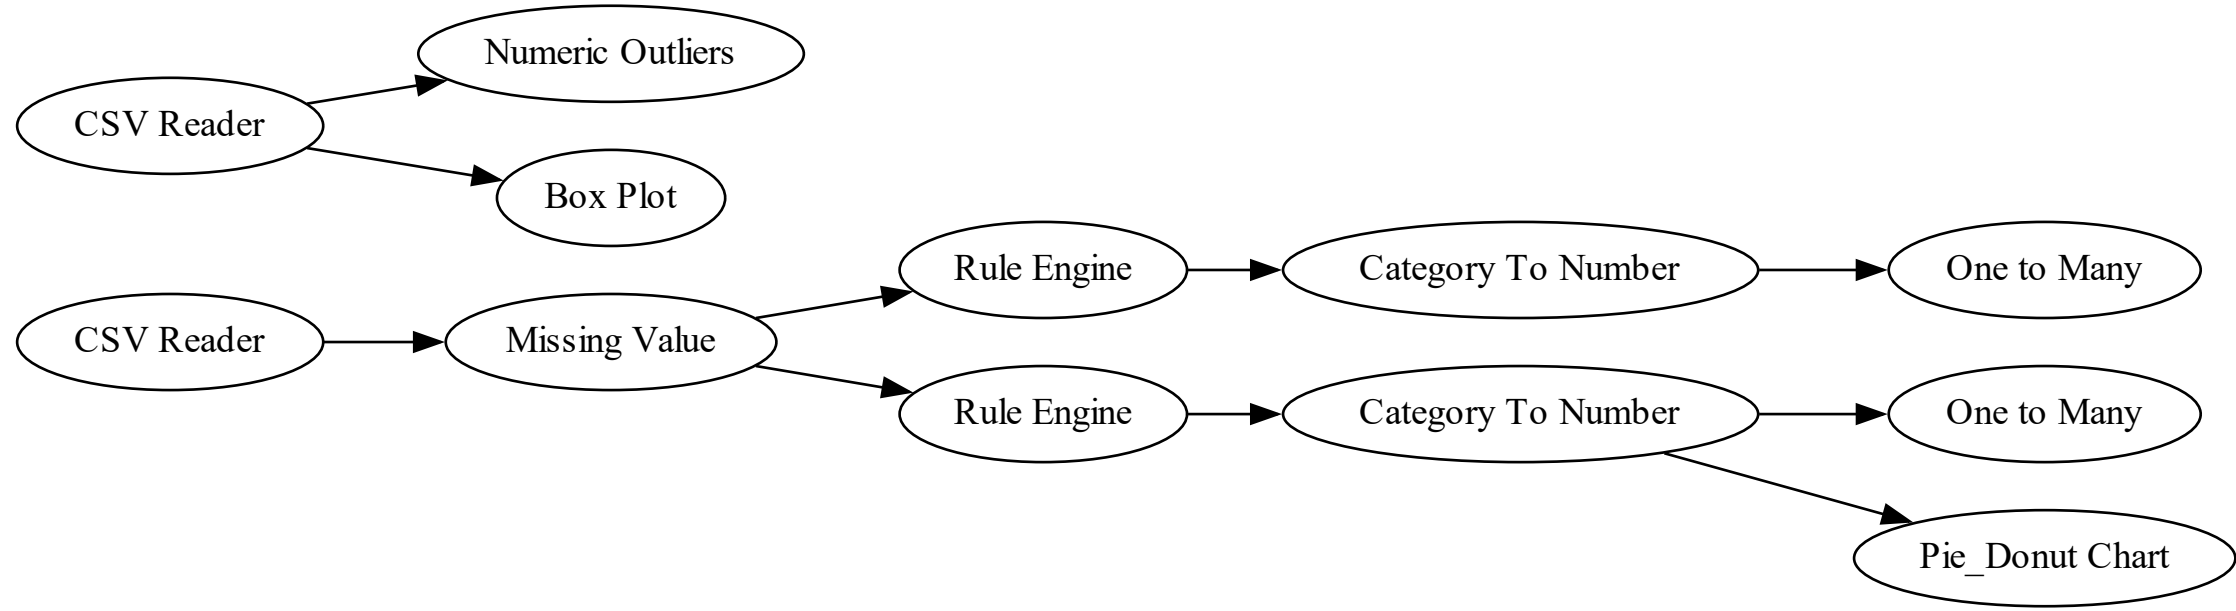 Numeric Outliers
CSV Reader
Box Plot
Rule Engine
Category To Number
One to Many
CSV Reader
Missing Value
Rule Engine
Category To Number
One to Many
Pie_Donut Chart